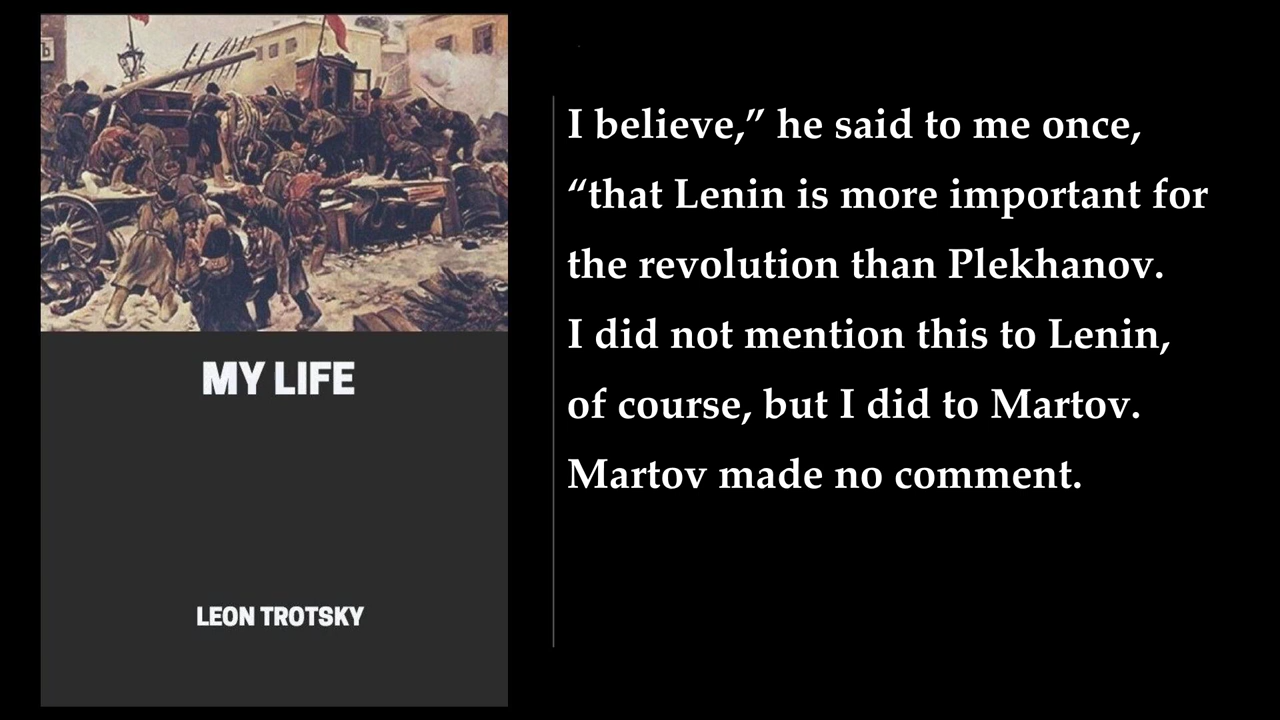 Ъ
MY LIFE
LEON TROTSKY
I believe,” he said to me once,
“that Lenin is more important for
the revolution than Plekhanov.
I did not mention this to Lenin,
of course, but I did to Martov.
Martov made no comment.